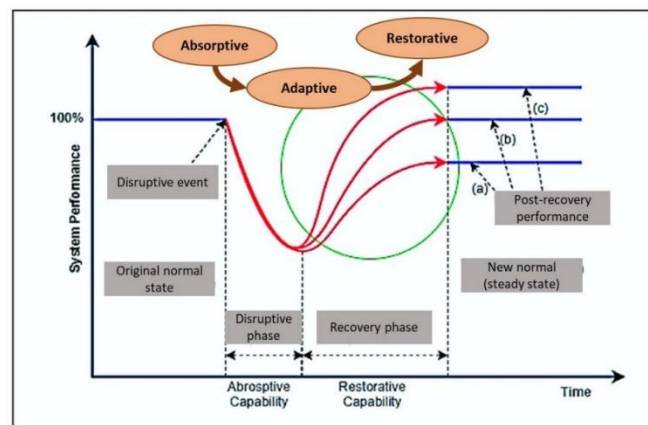 Absorptive
Restorative
Adaptive
100%
(c)
(b)
(a)
Disruptive event
Post-recovery
performance
System Performance
Original normal
state
New normal
(steady state)
)
Disruptive
phase
Recovery phase
Abrosptive
Capability
Restorative
Capability
Time